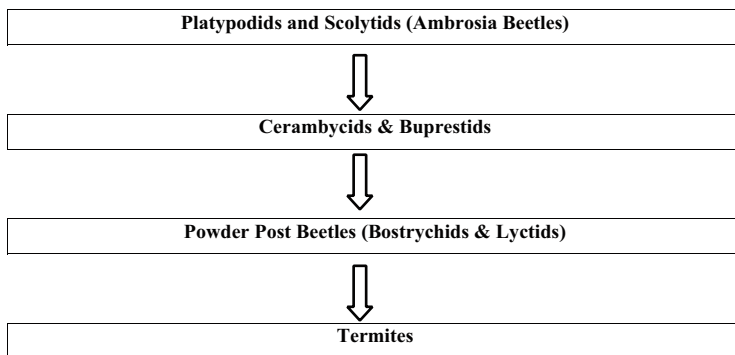 Platypodids and Scolytids (Ambrosia Beetles)
Cerambycids & Buprestids
Powder Post Beetles (Bostrychids & Lyctids)
Termites